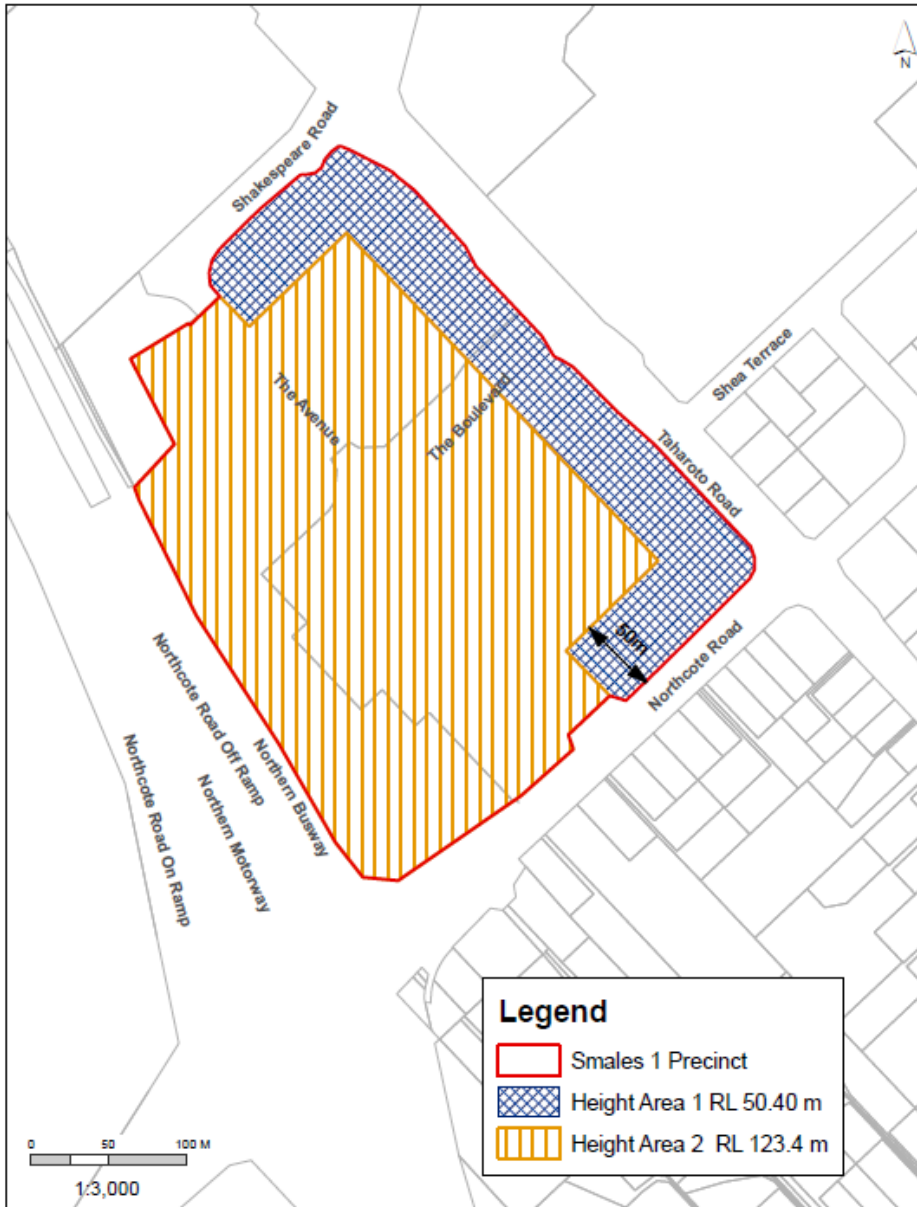 N
Shakespeare Road
Shea Terrace
The Avenue
The Boulevard
Taharoto Road
50m
Northcote Road
Northcote Road Off Ramp
Northern Busway
Northern Motorway
Northcote Road On Ramp
Legend
Smales 1 Precinct
Height Area 1 RL 50.40 m
Height Area 2 RL 123.4 m
0 50 100 M
1:3,000